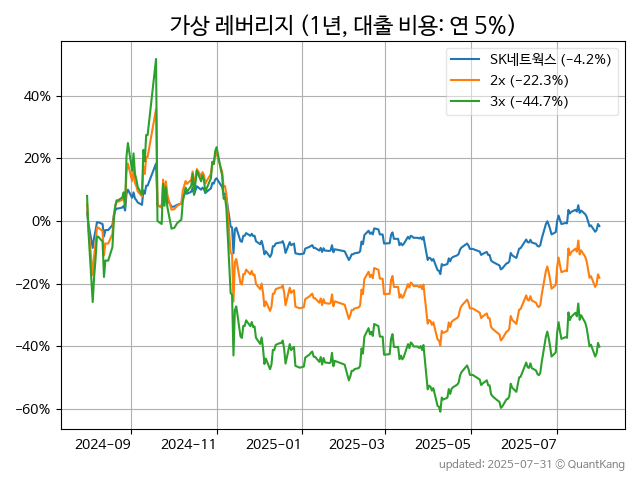 가상 레버리지 (1년, 대출 비용: 연 5%)
SK네트웍스 (−4.2%)
2x (−22.3%)
3x (−44.7%)
40%
20%
0%
−20%
−40%
−60%
2024-09
2024-11
2025-01
2025-03
2025-05
2025-07
updated: 2025-07-31 © QuantKang